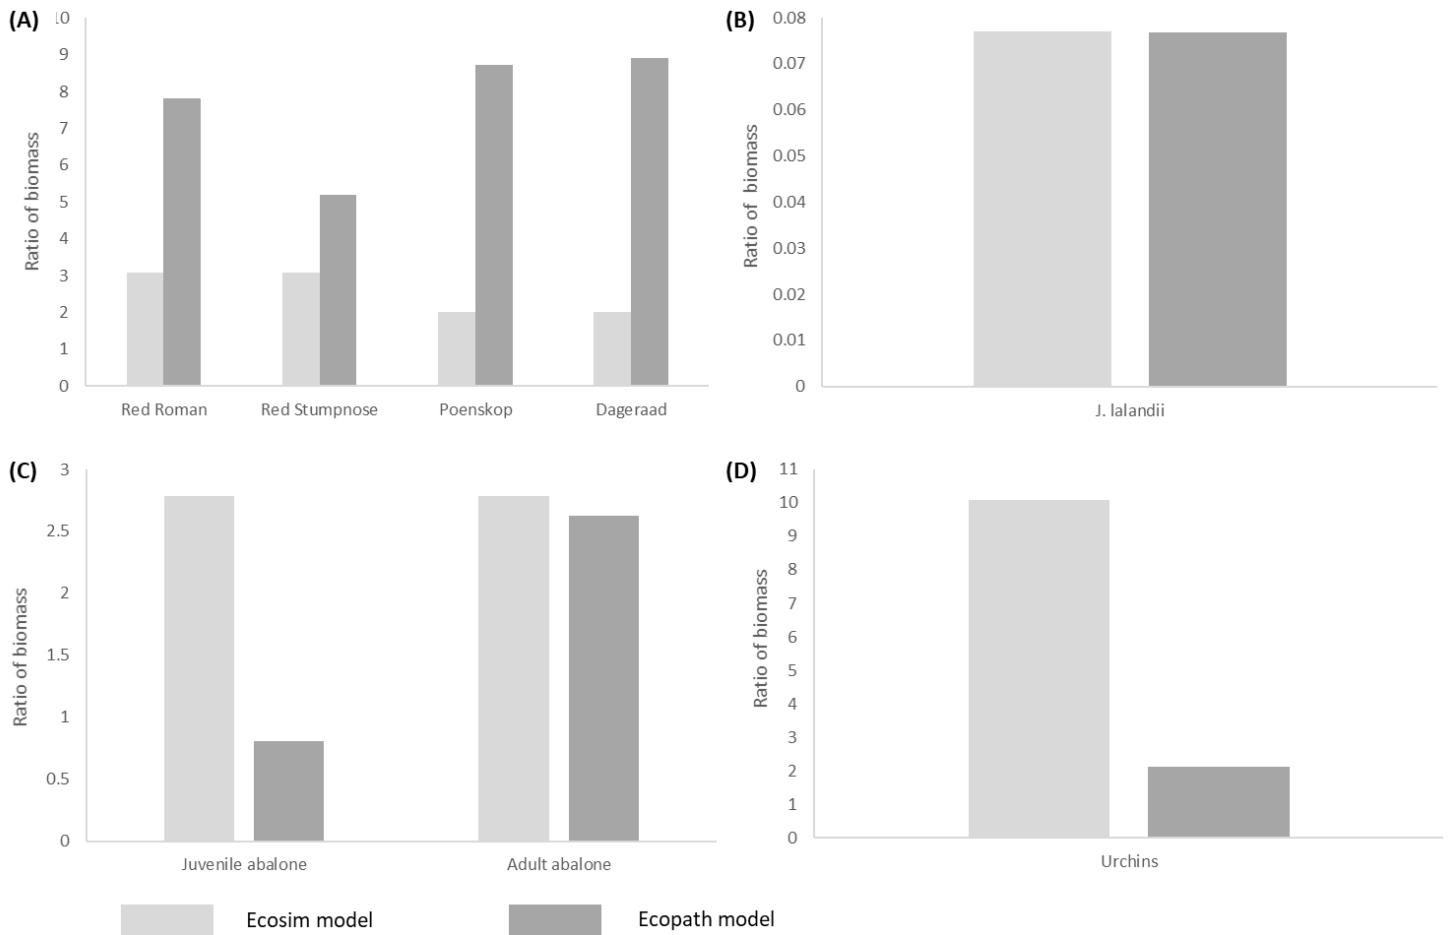 (A)
10
9
8
7
6
5
4
3
2
1
0
Ratio of biomass
Red Roman
Red Stumpnose
Poenskop
Dageraad
(B)
0.08
0.07
0.06
0.05
0.04
0.03
0.02
0.01
0
Ratio of biomass
J. lalandii
(C)
3
2.5
2
1.5
1
0.5
0
Ratio of biomass
Juvenile abalone
Adult abalone
(D)
11
10
9
8
7
6
5
4
3
2
1
0
Ratio of biomass
Urchins
Ecosim model
Ecopath model